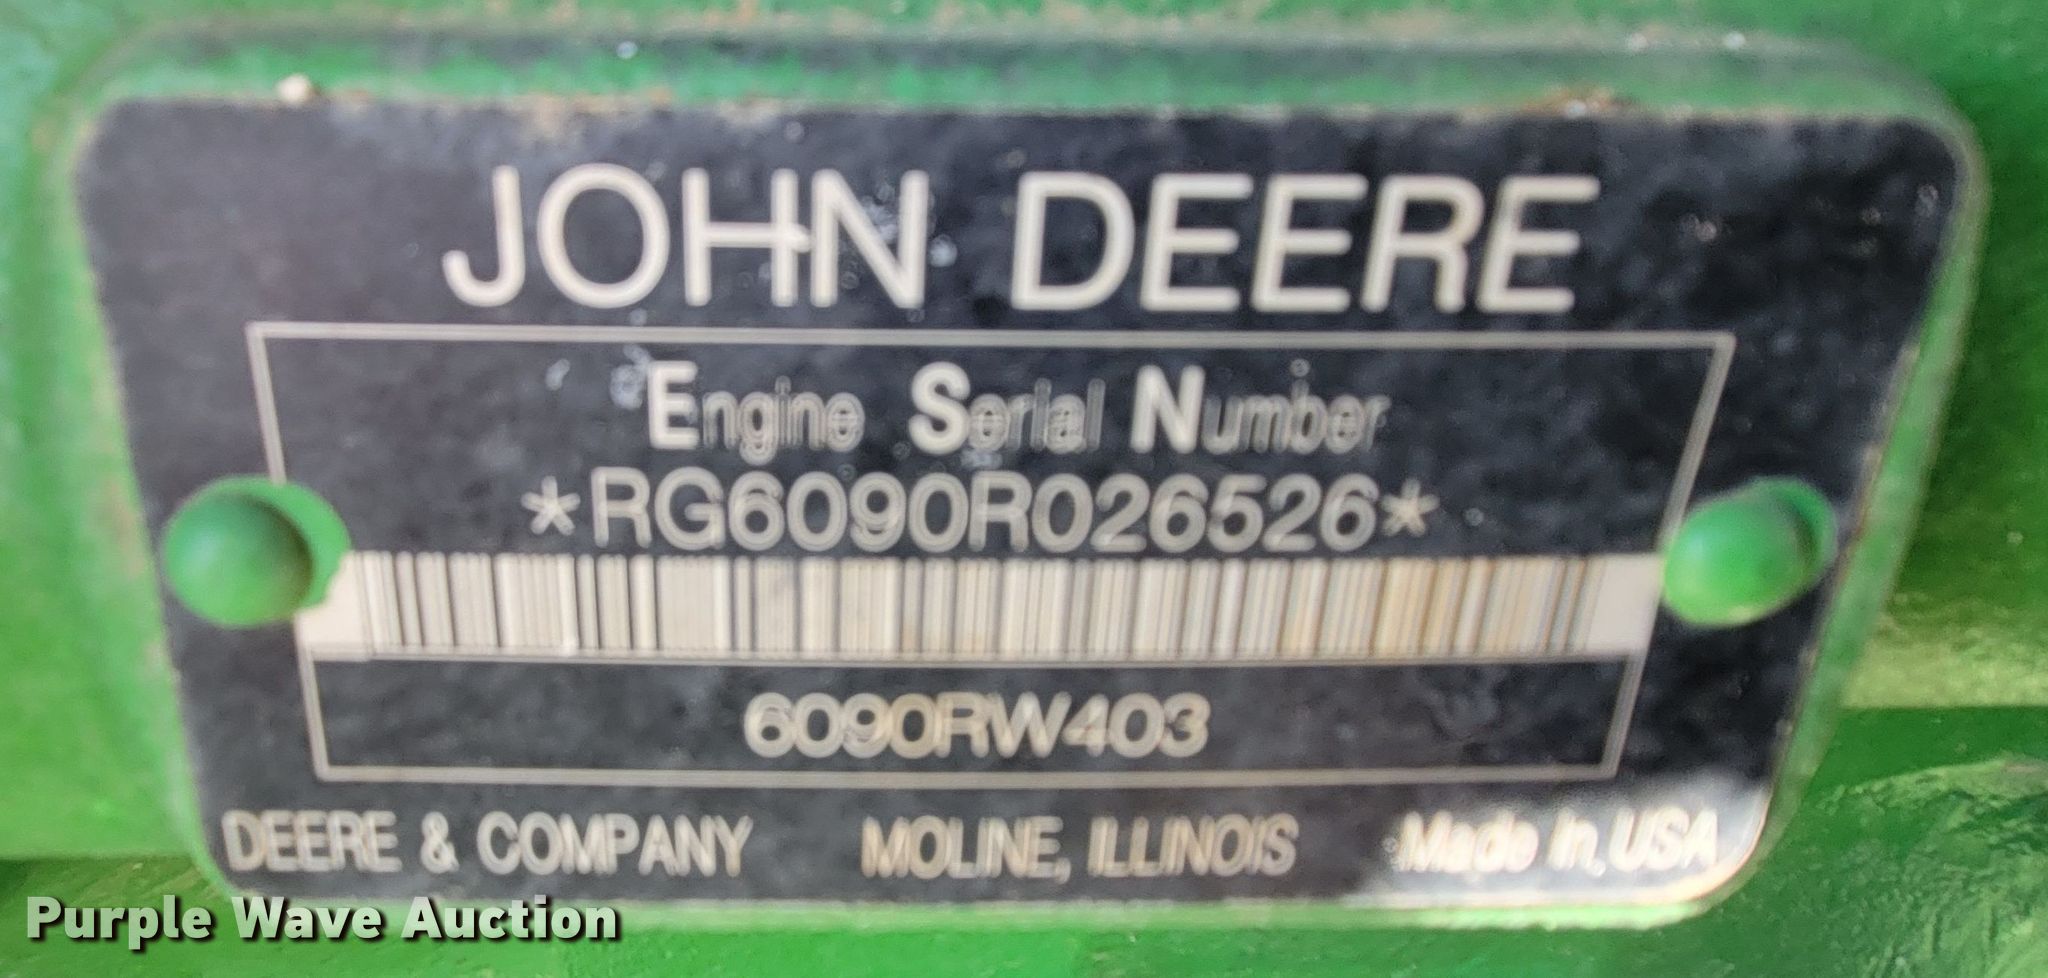 JOHN DEERE
Engine Serial Number
*RG6090R026526*
6090RW403
DEERE & COMPANY MOLINE, ILLINOIS Made in USA
Purple Wave Auction